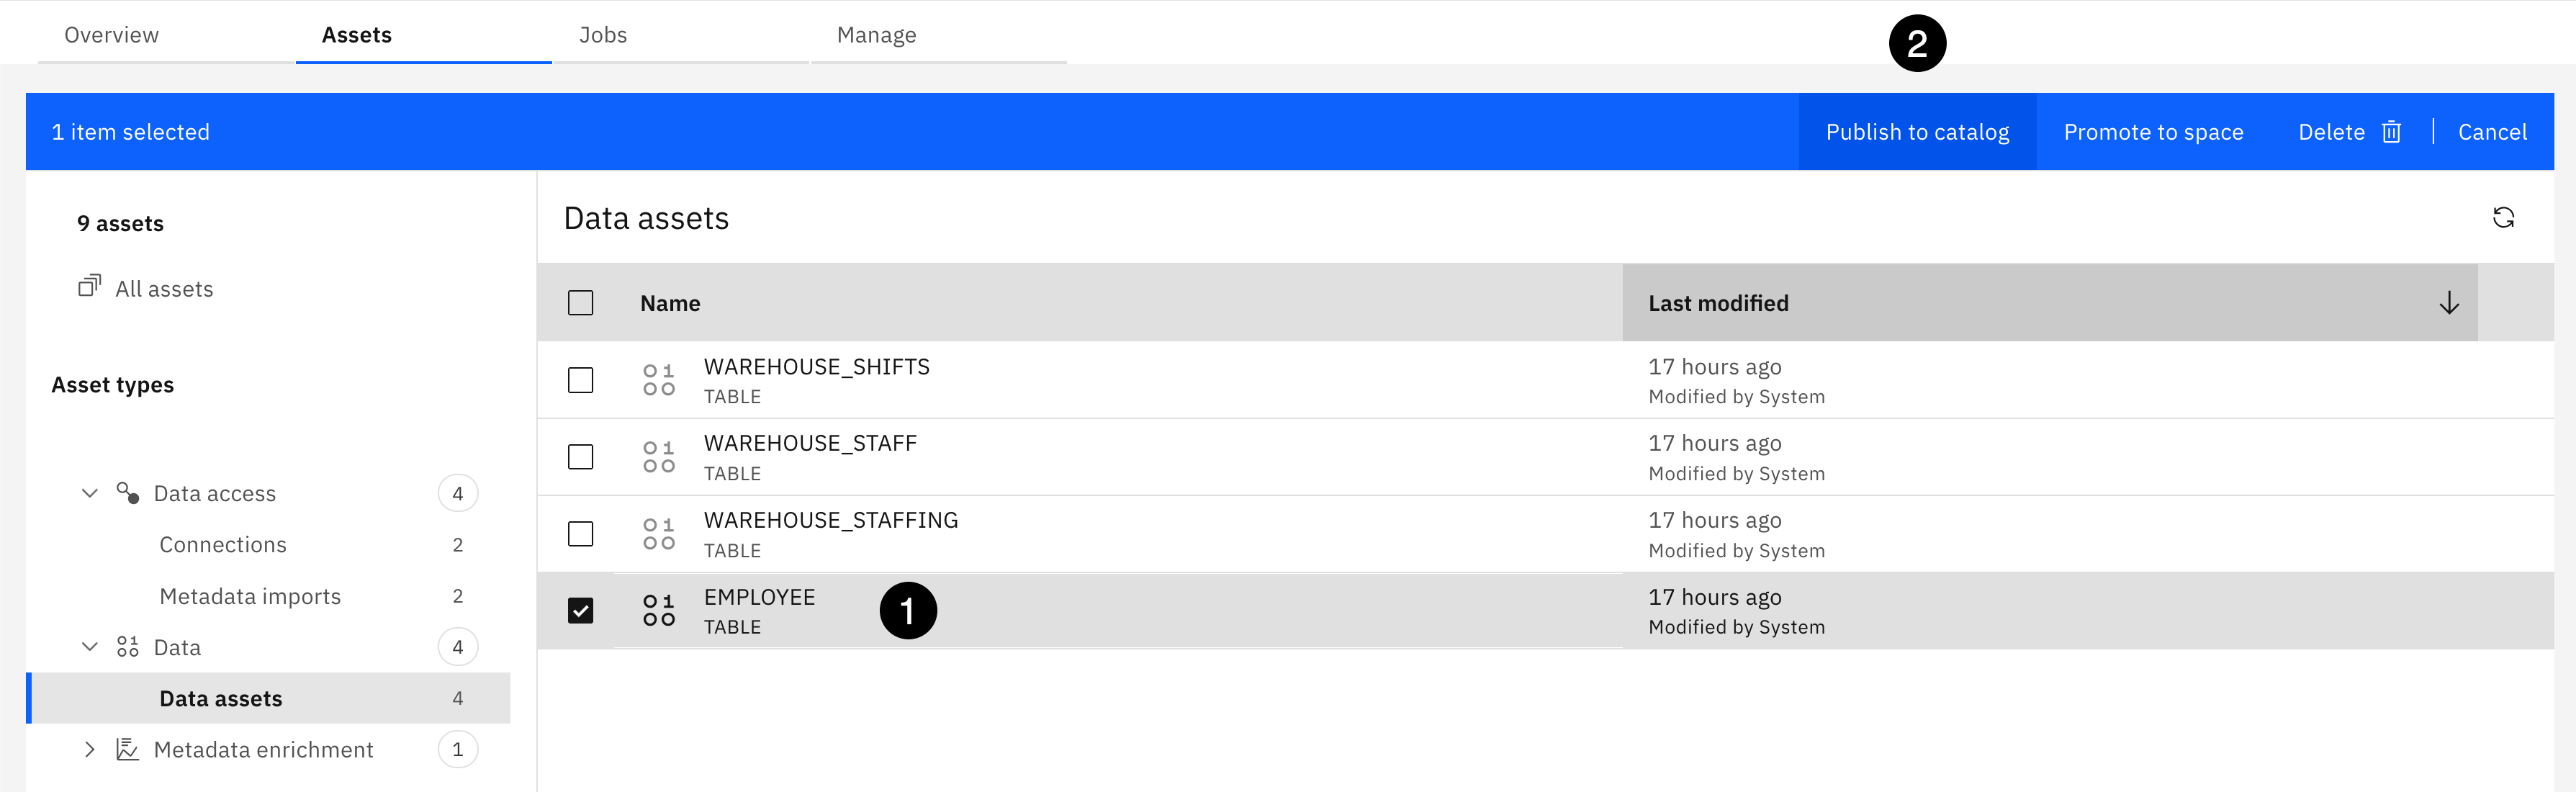 Overview Assets Jobs Manage
2
1 item selected Publish to catalog Promote to space Delete Cancel
9 assets
All assets
Asset types
Data access 4
Connections 2
Metadata imports 2
Data 4
Data assets 4
Metadata enrichment 1
Data assets
Name Last modified
WAREHOUSE_SHIFTS 17 hours ago
TABLE Modified by System
WAREHOUSE_STAFF 17 hours ago
TABLE Modified by System
WAREHOUSE_STAFFING 17 hours ago
TABLE Modified by System
EMPLOYEE 1 17 hours ago
TABLE Modified by System